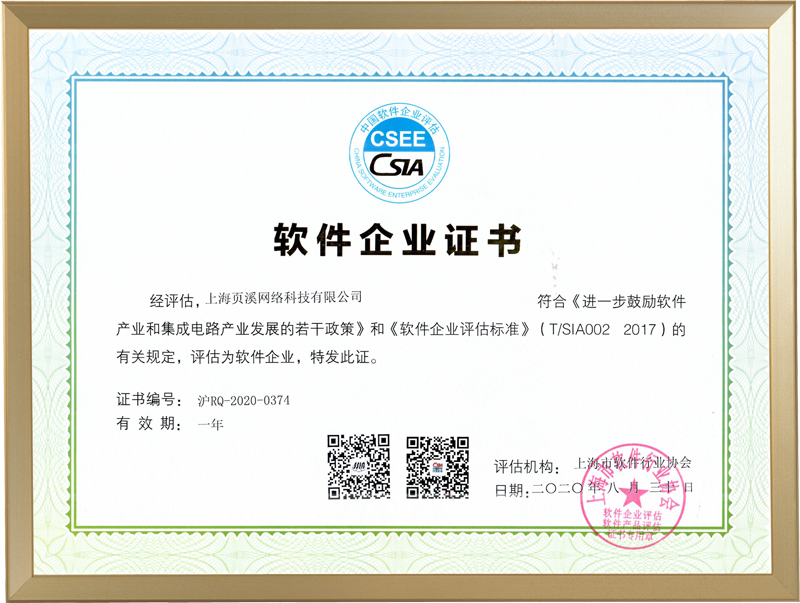 中国软件企业评估
CSEE
CSIA
CHINA SOFTWARE ENTERPRISE EVALUATION
软件企业证书
经评估，上海页溪网络科技有限公司 符合《进一步鼓励软件
产业和集成电路产业发展的若干政策》和《软件企业评估标准》（T/SIA002 2017）的
有关规定，评估为软件企业，特发此证。
证书编号： 沪RQ-2020-0374
有效期： 一年
评估机构： 上海市软件行业协会
日期：二〇二〇年八月三十日
上海市软件行业协会
软件企业评估
软件产品评估
证书专用章